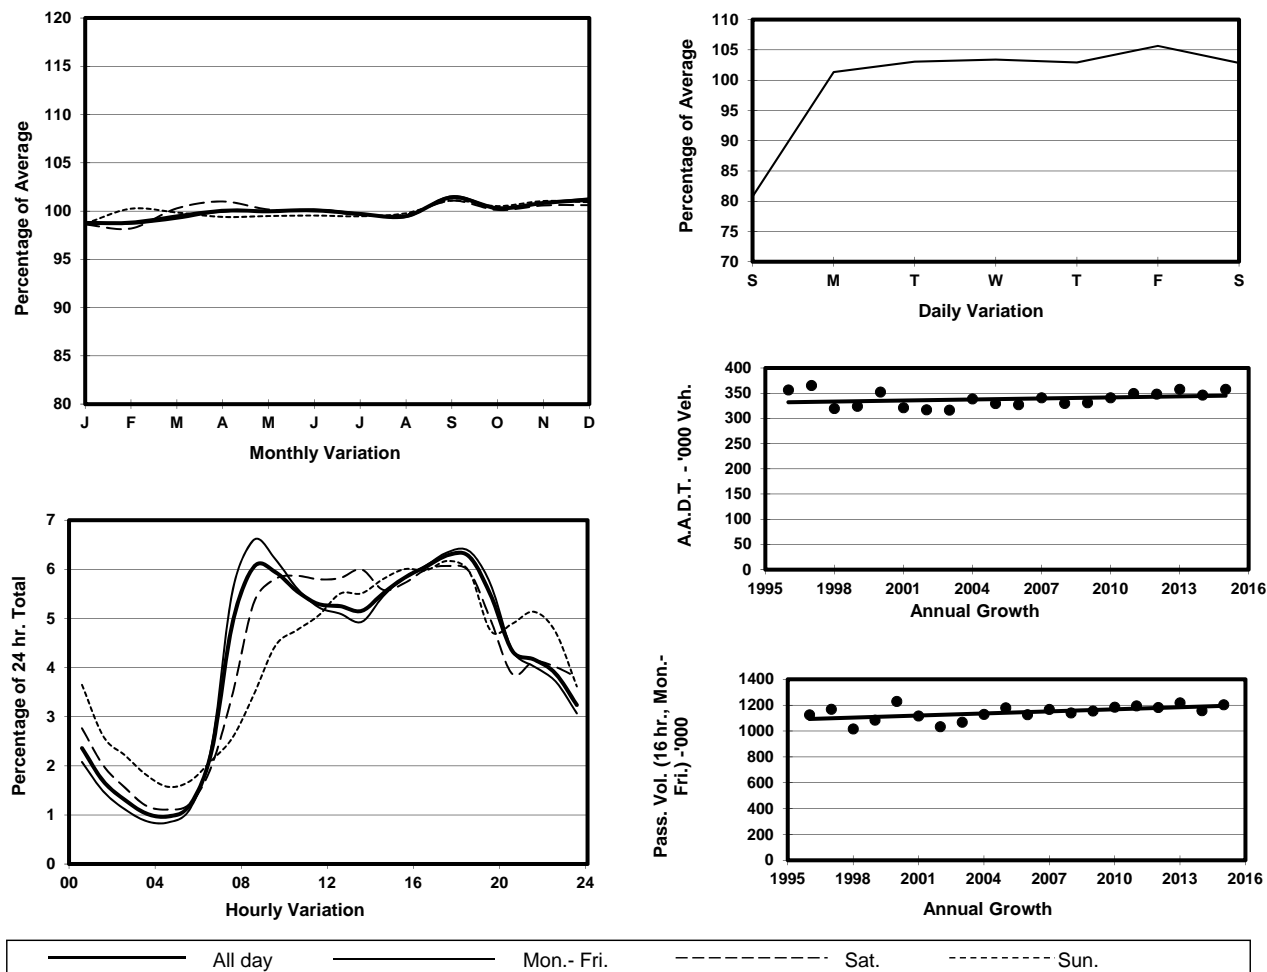 120
115
110
105
100
95
90
85
80
Percentage of Average
J F M A M J J A S O N D
Monthly Variation
110
105
100
95
90
85
80
75
70
Percentage of Average
S M T W T F S
Daily Variation
400
350
300
250
200
150
100
50
0
A.A.D.T. - '000 Veh.
1995 1998 2001 2004 2007 2010 2013 2016
Annual Growth
7
6
5
4
3
2
1
0
Percentage of 24 hr. Total
00 04 08 12 16 20 24
Hourly Variation
1400
1200
1000
800
600
400
200
0
Pass. Vol. (16 hr., Mon.-
Fri.) -'000
1995 1998 2001 2004 2007 2010 2013 2016
Annual Growth
All day Mon.- Fri. Sat. Sun.